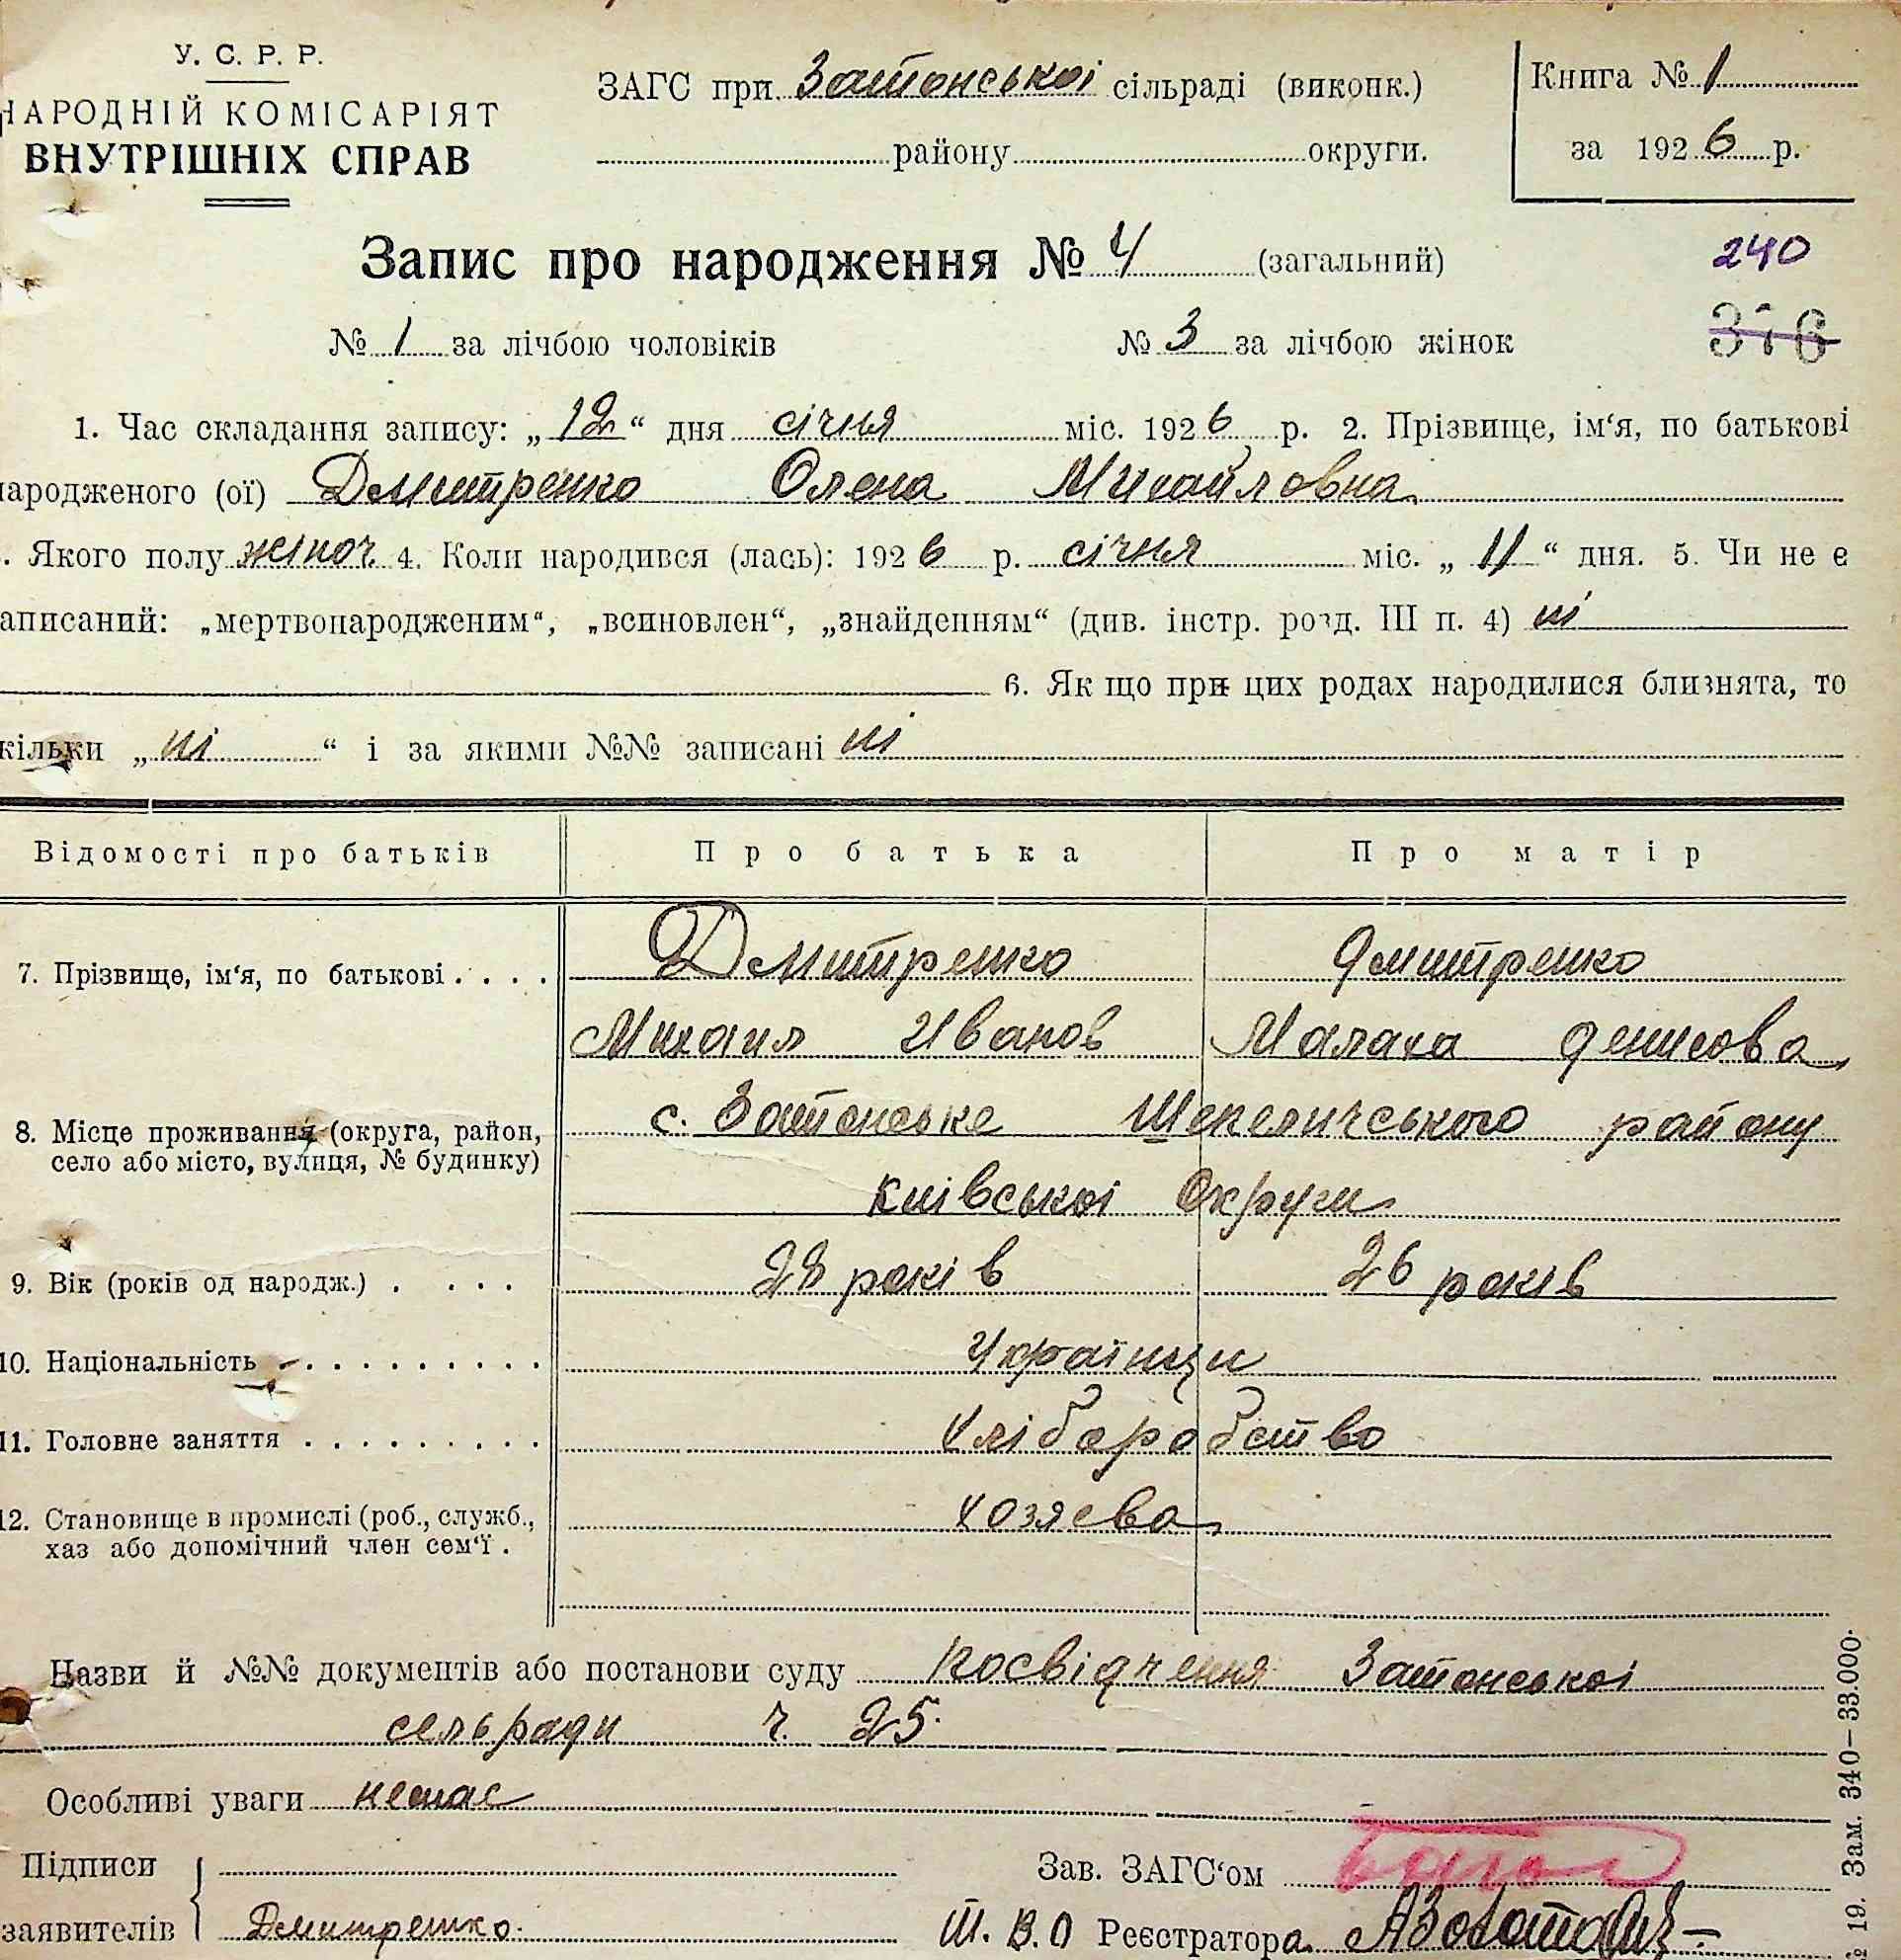 У. С. Р. Р.
НАРОДНІЙ КОМІСАРІЯТ
ВНУТРІШНІХ СПРАВ
ЗАГС при Затонської сільраді (виконк.)
району округи.
Книга № 1
за 1926 р.
Запис про народження № 4 (загальний)
240
№ 1 за лічбою чоловіків № 3 за лічбою жінок
376
1. Час складання запису: „12“ дня січня міс. 1926 р. 2. Прізвище, ім‘я, по батькові
народженого (ої) Дмитренко Олена Михайловна
. Якого полу жіноч. 4. Коли народився (лась): 1926 р. січня міс. „11“ дня. 5. Чи не є
аписаний: „мертвонародженим“, „всиновлен“, „знайденням“ (див. інстр. розд. III п. 4) ні
6. Як що при цих родах народилися близнята, то
кільки „ні“ і за якими №№ записані ні
Відомості про батьків Про батька Про матір
7. Прізвище, ім‘я, по батькові . . . . Дмитренко Дмитренко
Михаил Иванов Малаха Денисова
8. Місце проживання (округа, район, село або місто, вулиця, № будинку) с. Затонське Шепеличського району
Київської Округи
9. Вік (років од народж.) . . . . 28 років 26 років
10. Національність . . . . . . . . . . Українци
11. Головне заняття . . . . . . . . . Хліборобство
12. Становище в промислі (роб., служб., хаз або допомічний член сем‘ї . Хозяева
Назви й №№ документів або постанови суду Посвідчення Затонської
сельради ч. 25.
Особливі уваги немає
Підписи
заявителів Дмитренко.
Зав. ЗАГС‘ом
Т. В. О Реєстратора
19. Зам. 340—33.000.